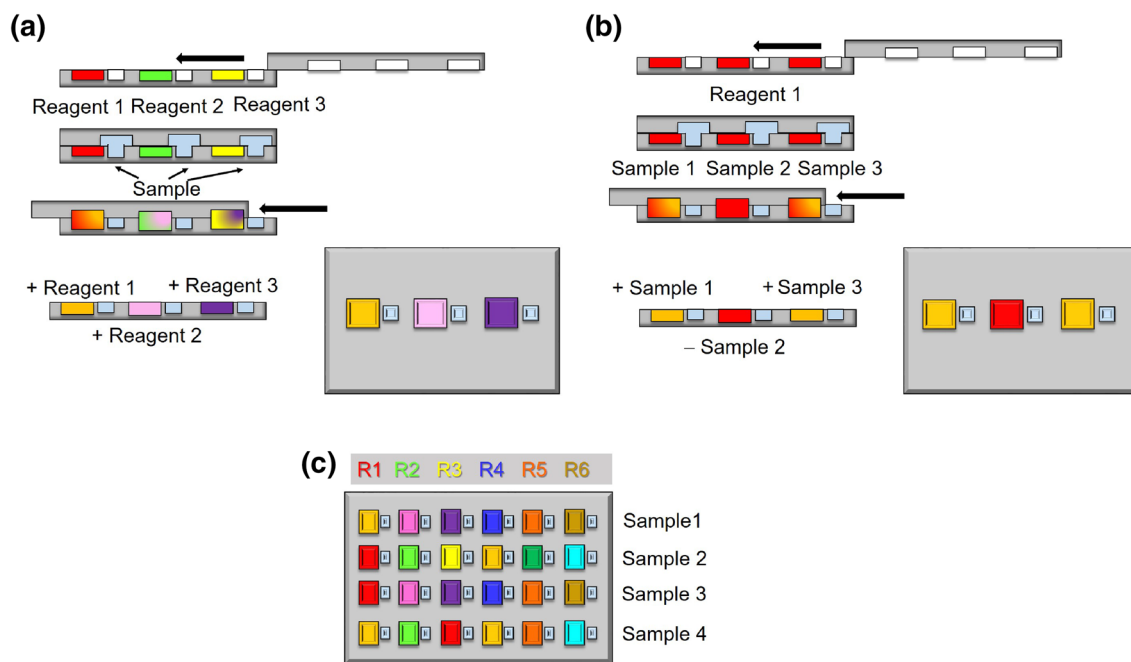 (a)
Reagent 1 Reagent 2 Reagent 3
Sample
+ Reagent 1 + Reagent 3
+ Reagent 2
(b)
Reagent 1
Sample 1 Sample 2 Sample 3
+ Sample 1 + Sample 3
– Sample 2
(c)
R1 R2 R3 R4 R5 R6
Sample1
Sample 2
Sample 3
Sample 4